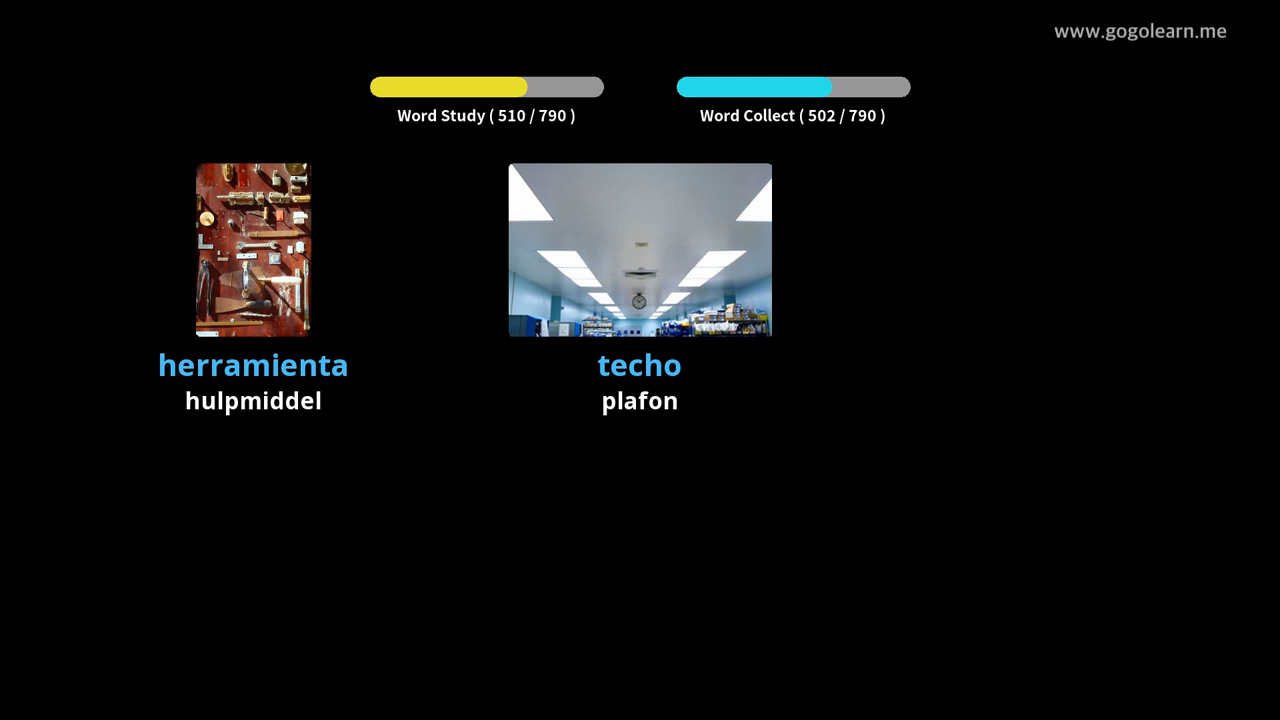 www.gogolearn.me
Word Study ( 510 / 790 )
Word Collect ( 502 / 790 )
herramienta
hulpmiddel
techo
plafon